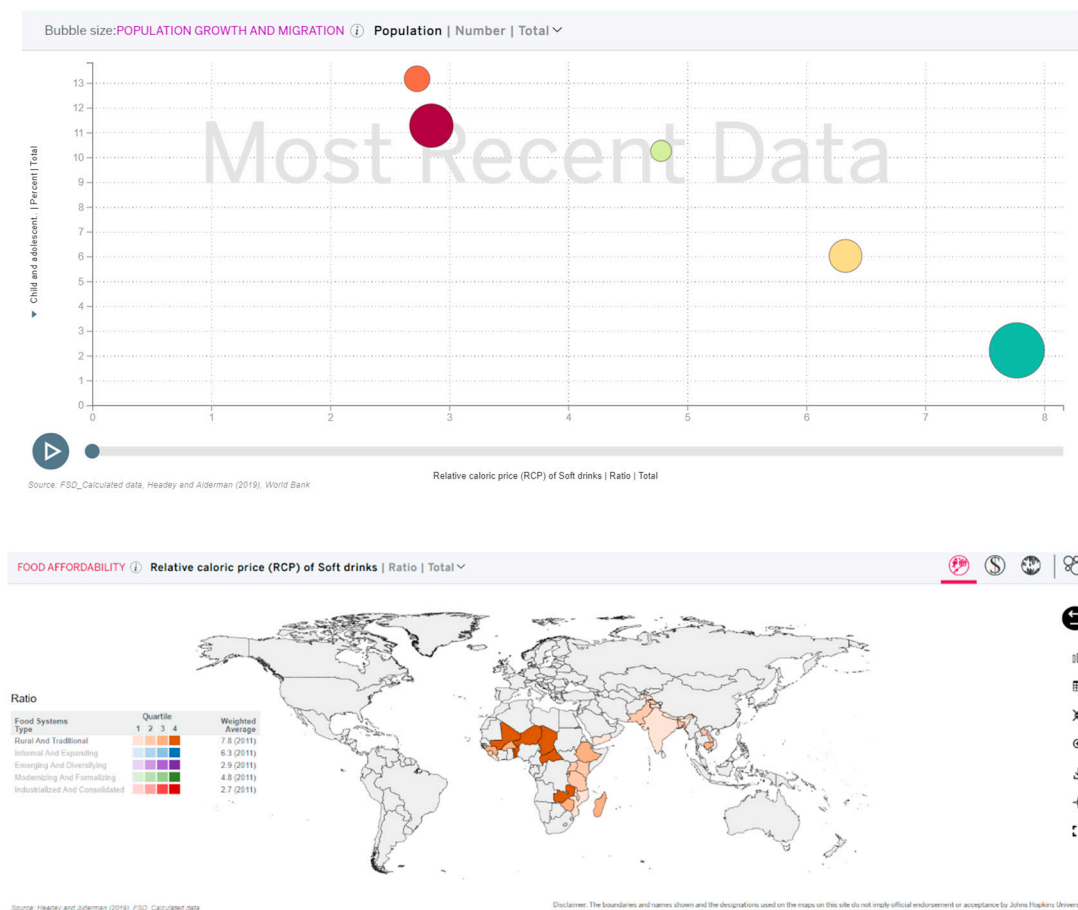 Bubble size:POPULATION GROWTH AND MIGRATION i Population | Number | Total
Most Recent Data
Child and adolescent.. | Percent | Total
13
12
11
10
9
8
7
6
5
4
3
2
1
0
0 1 2 3 4 5 6 7 8
Relative caloric price (RCP) of Soft drinks | Ratio | Total
Source: FSD_Calculated data, Headey and Alderman (2019), World Bank
FOOD AFFORDABILITY i Relative caloric price (RCP) of Soft drinks | Ratio | Total
Ratio
Food Systems Type Quartile 1 2 3 4 Weighted Average
Rural And Traditional 7.8 (2011)
Informal And Expanding 6.3 (2011)
Emerging And Diversifying 2.9 (2011)
Modernizing And Formalizing 4.8 (2011)
Industrialized And Consolidated 2.7 (2011)
Source: Headey and Alderman (2019), FSD_Calculated data
Disclaimer: The boundaries and names shown and the designations used on the maps on this site do not imply official endorsement or acceptance by Johns Hopkins Univers